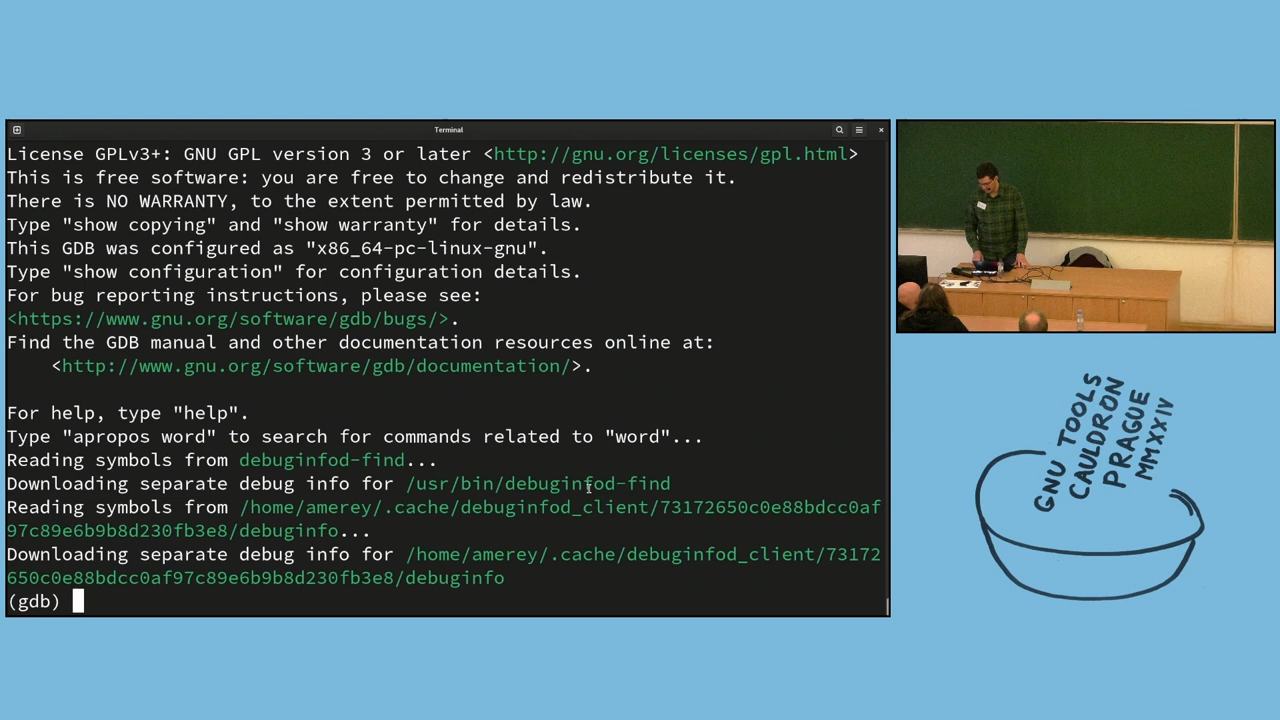 Terminal
License GPLv3+: GNU GPL version 3 or later <http://gnu.org/licenses/gpl.html>
This is free software: you are free to change and redistribute it.
There is NO WARRANTY, to the extent permitted by law.
Type "show copying" and "show warranty" for details.
This GDB was configured as "x86_64-pc-linux-gnu".
Type "show configuration" for configuration details.
For bug reporting instructions, please see:
<https://www.gnu.org/software/gdb/bugs/>.
Find the GDB manual and other documentation resources online at:
    <http://www.gnu.org/software/gdb/documentation/>.
For help, type "help".
Type "apropos word" to search for commands related to "word"...
Reading symbols from debuginfod-find...
Downloading separate debug info for /usr/bin/debuginfod-find
Reading symbols from /home/amerey/.cache/debuginfod_client/73172650c0e88bdcc0af
97c89e6b9b8d230fb3e8/debuginfo...
Downloading separate debug info for /home/amerey/.cache/debuginfod_client/73172
650c0e88bdcc0af97c89e6b9b8d230fb3e8/debuginfo
(gdb)
GNU TOOLS
CAULDRON
PRAGUE
MMXXIV